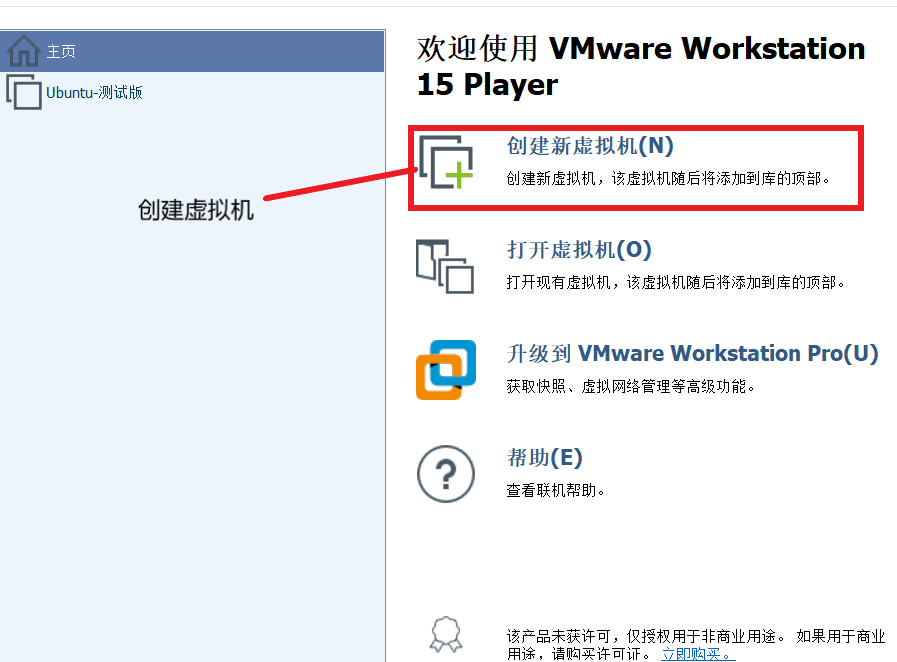 主页
Ubuntu-测试版
创建虚拟机
欢迎使用 VMware Workstation
15 Player
创建新虚拟机(N)
创建新虚拟机，该虚拟机随后将添加到库的顶部。
打开虚拟机(O)
打开现有虚拟机，该虚拟机随后将添加到库的顶部。
升级到 VMware Workstation Pro(U)
获取快照、虚拟网络管理等高级功能。
帮助(E)
查看联机帮助。
该产品未获许可，仅授权用于非商业用途。 如果用于商业
用途，请购买许可证。 立即购买。